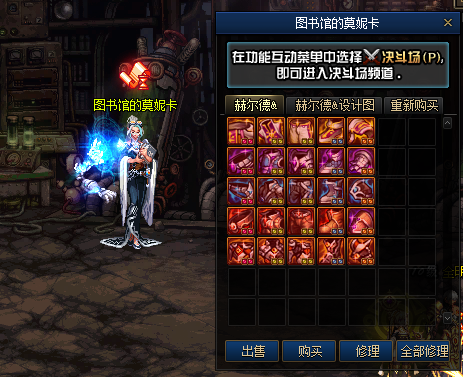 图书馆的莫妮卡
在功能互动菜单中选择决斗场(P),
即可进入决斗场频道.
赫尔德& 赫尔德&设计图 重新购买
图书馆的莫妮卡
出售 购买 修理 全部修理